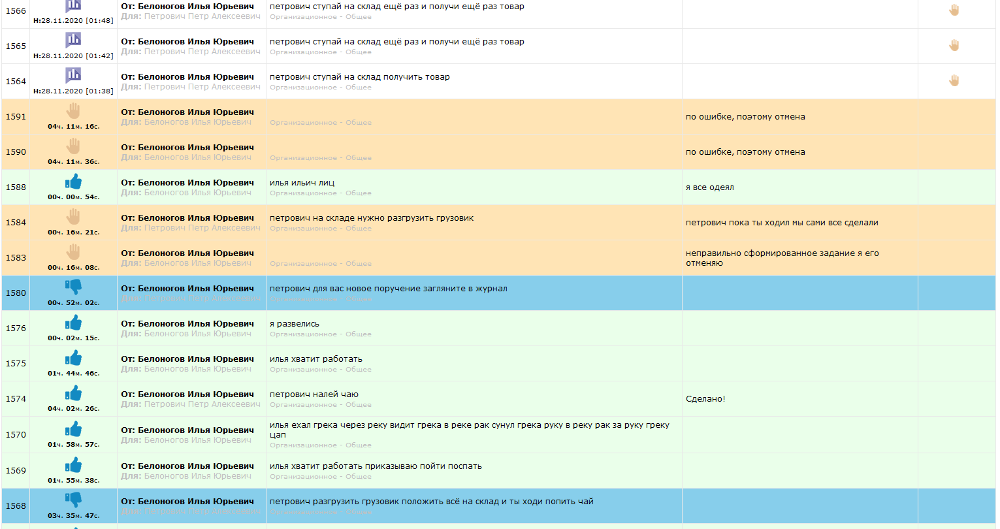 1566
Н:28.11.2020 [01:48]
От: Белоногов Илья Юрьевич
Для: Петрович Петр Алексеевич
петрович ступай на склад ещё раз и получи ещё раз товар
Организационное - Общее
1565
Н:28.11.2020 [01:42]
От: Белоногов Илья Юрьевич
Для: Петрович Петр Алексеевич
петрович ступай на склад ещё раз и получи ещё раз товар
Организационное - Общее
1564
Н:28.11.2020 [01:38]
От: Белоногов Илья Юрьевич
Для: Петрович Петр Алексеевич
петрович ступай на склад получить товар
Организационное - Общее
1591
04ч. 11м. 16с.
От: Белоногов Илья Юрьевич
Для: Белоногов Илья Юрьевич
Организационное - Общее
по ошибке, поэтому отмена
1590
04ч. 11м. 36с.
От: Белоногов Илья Юрьевич
Для: Белоногов Илья Юрьевич
Организационное - Общее
по ошибке, поэтому отмена
1588
00ч. 00м. 54с.
От: Белоногов Илья Юрьевич
Для: Белоногов Илья Юрьевич
илья ильич лиц
Организационное - Общее
я все одеял
1584
00ч. 16м. 21с.
От: Белоногов Илья Юрьевич
Для: Петрович Петр Алексеевич
петрович на складе нужно разгрузить грузовик
Организационное - Общее
петрович пока ты ходил мы сами все сделали
1583
00ч. 16м. 08с.
От: Белоногов Илья Юрьевич
Для: Белоногов Илья Юрьевич
Организационное - Общее
неправильно сформированное задание я его
отменяю
1580
00ч. 52м. 02с.
От: Белоногов Илья Юрьевич
Для: Петрович Петр Алексеевич
петрович для вас новое поручение загляните в журнал
Организационное - Общее
1576
00ч. 02м. 15с.
От: Белоногов Илья Юрьевич
Для: Белоногов Илья Юрьевич
я развелись
Организационное - Общее
1575
01ч. 44м. 46с.
От: Белоногов Илья Юрьевич
Для: Белоногов Илья Юрьевич
илья хватит работать
Организационное - Общее
1574
04ч. 02м. 26с.
От: Белоногов Илья Юрьевич
Для: Петрович Петр Алексеевич
петрович налей чаю
Организационное - Общее
Сделано!
1570
01ч. 58м. 57с.
От: Белоногов Илья Юрьевич
Для: Белоногов Илья Юрьевич
илья ехал грека через реку видит грека в реке рак сунул грека руку в реку рак за руку греку
цап
Организационное - Общее
1569
01ч. 55м. 38с.
От: Белоногов Илья Юрьевич
Для: Белоногов Илья Юрьевич
илья хватит работать приказываю пойти поспать
Организационное - Общее
1568
03ч. 35м. 47с.
От: Белоногов Илья Юрьевич
Для: Петрович Петр Алексеевич
петрович разгрузить грузовик положить всё на склад и ты ходи попить чай
Организационное - Общее